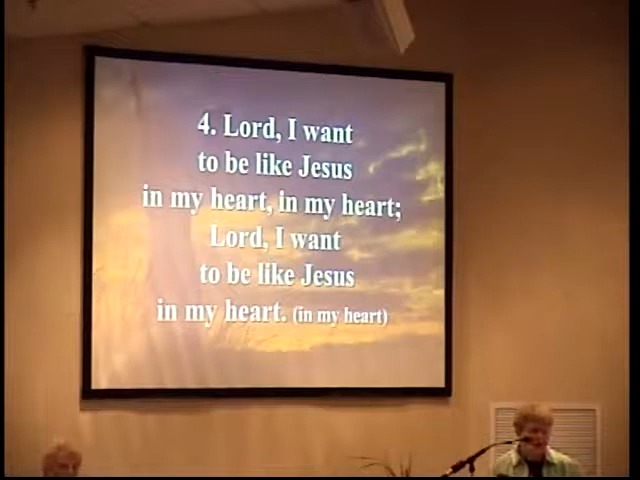 4. Lord, I want
to be like Jesus
in my heart, in my heart;
Lord, I want
to be like Jesus
in my heart. (in my heart)